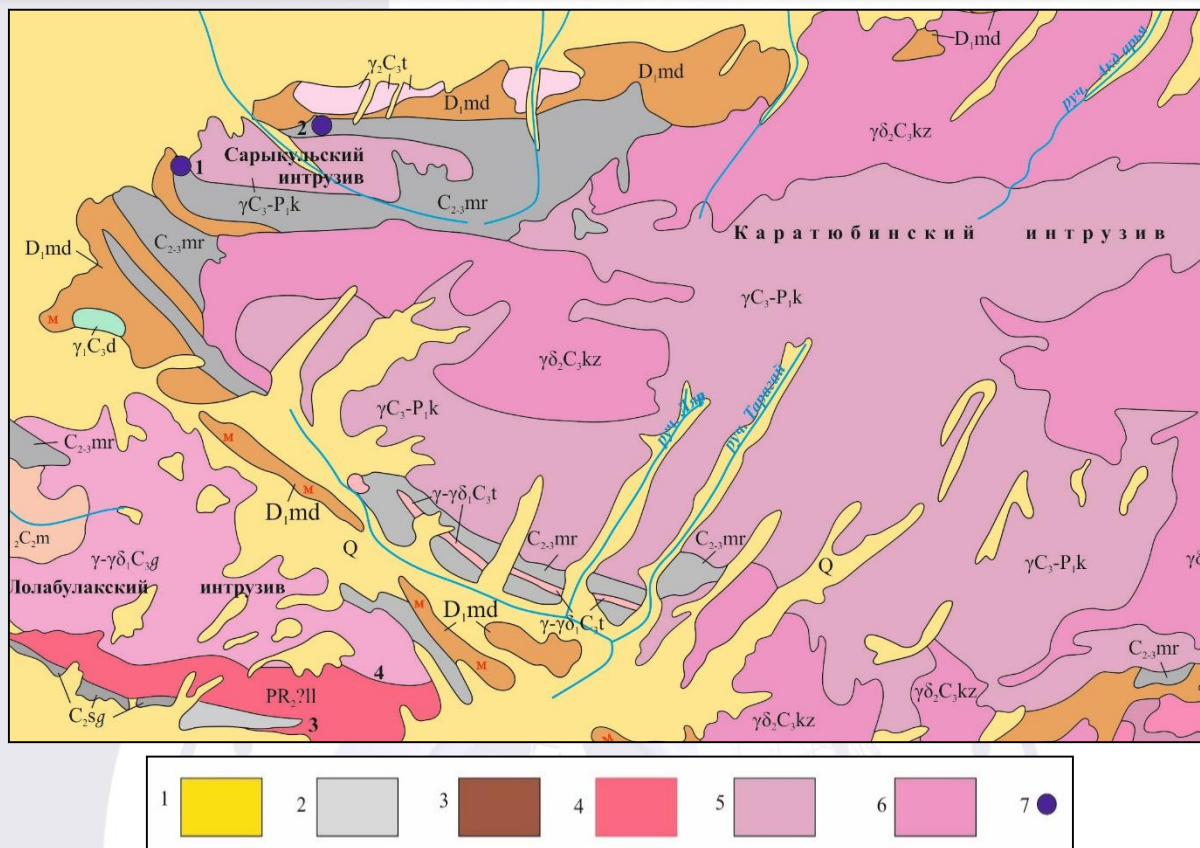 γ₂C₃t
D₁md
D₁md
D₁md
руч. Акдарья
γδ₂C₃kz
2
Сарыкульский
интрузив
1
γC₃-P₁k
C₂₋₃mr
C₂₋₃mr
D₁md
Каратюбинский интрузив
γC₃-P₁k
м
γ₁C₃d
γδ₂C₃kz
γC₃-P₁k
руч. Тарагай
C₂₋₃mr
м
м
D₁md
γ-γδ₁C₃t
₂C₂m
γ-γδ₁C₃g
Q
C₂₋₃mr
C₂₋₃mr
Q
γC₃-P₁k
γδ
Лолабулакский интрузив
м
D₁md
γ-γδ₁C₃t
м
4
C₂₋₃mr
PR₂?ll
C₂sg
3
γδ₂C₃kz
γδ₂C₃kz
м
1 2 3 4 5 6 7